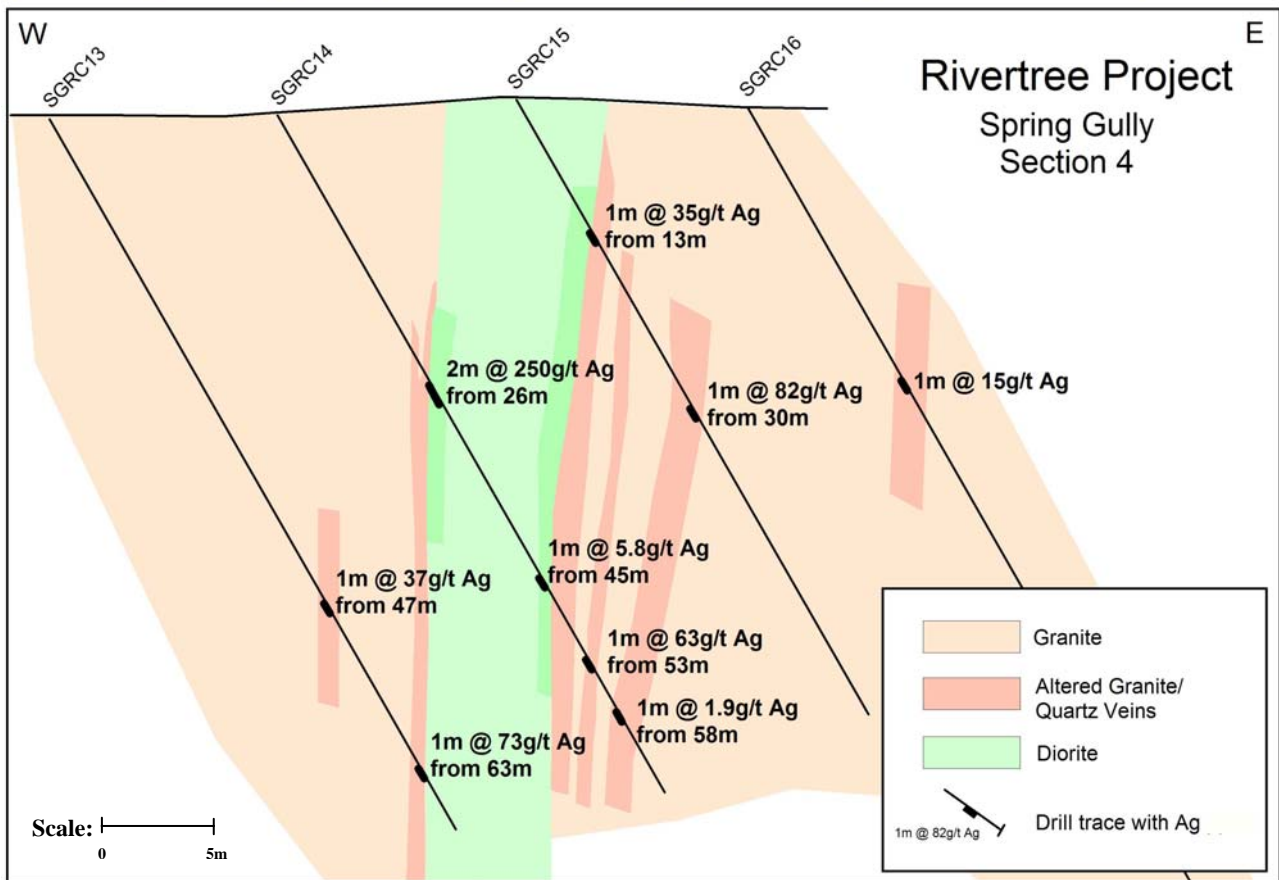 W
E
SGRC13
SGRC14
SGRC15
SGRC16
Rivertree Project
Spring Gully
Section 4
1m @ 35g/t Ag
from 13m
2m @ 250g/t Ag
from 26m
1m @ 82g/t Ag
from 30m
1m @ 15g/t Ag
1m @ 5.8g/t Ag
from 45m
1m @ 37g/t Ag
from 47m
1m @ 63g/t Ag
from 53m
1m @ 1.9g/t Ag
from 58m
1m @ 73g/t Ag
from 63m
Scale:
0
5m
Granite
Altered Granite/
Quartz Veins
Diorite
1m @ 82g/t Ag
Drill trace with Ag